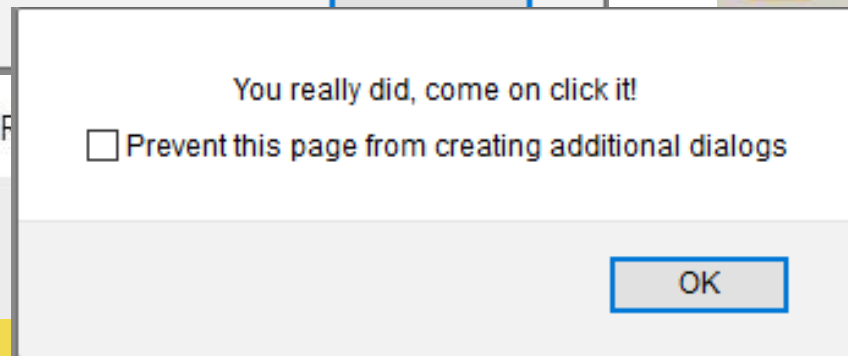 You really did, come on click it!
Prevent this page from creating additional dialogs
OK